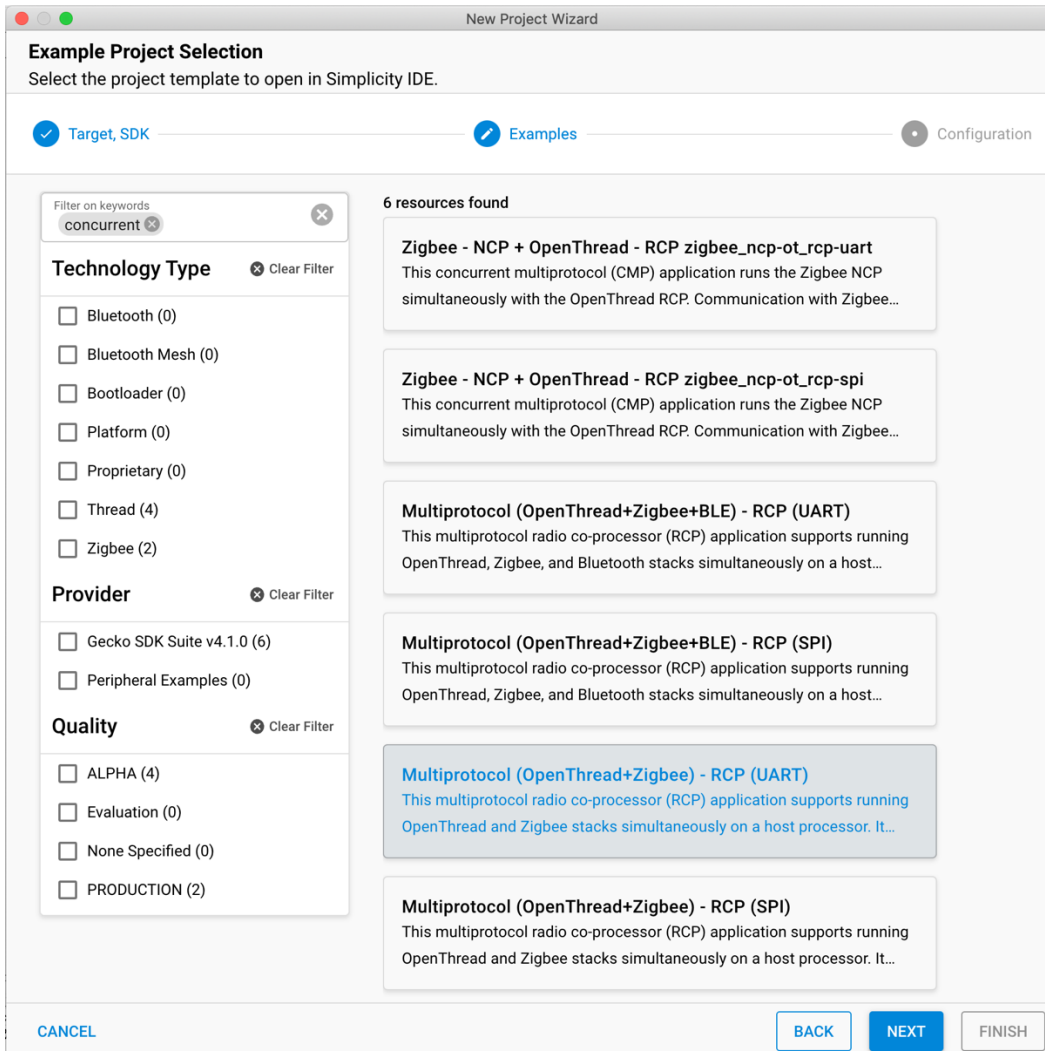 New Project Wizard
Example Project Selection
Select the project template to open in Simplicity IDE.
Target, SDK
Examples
Configuration
Filter on keywords
concurrent
Technology Type Clear Filter
Bluetooth (0)
Bluetooth Mesh (0)
Bootloader (0)
Platform (0)
Proprietary (0)
Thread (4)
Zigbee (2)
Provider Clear Filter
Gecko SDK Suite v4.1.0 (6)
Peripheral Examples (0)
Quality Clear Filter
ALPHA (4)
Evaluation (0)
None Specified (0)
PRODUCTION (2)
6 resources found
Zigbee - NCP + OpenThread - RCP zigbee_ncp-ot_rcp-uart
This concurrent multiprotocol (CMP) application runs the Zigbee NCP
simultaneously with the OpenThread RCP. Communication with Zigbee...
Zigbee - NCP + OpenThread - RCP zigbee_ncp-ot_rcp-spi
This concurrent multiprotocol (CMP) application runs the Zigbee NCP
simultaneously with the OpenThread RCP. Communication with Zigbee...
Multiprotocol (OpenThread+Zigbee+BLE) - RCP (UART)
This multiprotocol radio co-processor (RCP) application supports running
OpenThread, Zigbee, and Bluetooth stacks simultaneously on a host...
Multiprotocol (OpenThread+Zigbee+BLE) - RCP (SPI)
This multiprotocol radio co-processor (RCP) application supports running
OpenThread, Zigbee, and Bluetooth stacks simultaneously on a host...
Multiprotocol (OpenThread+Zigbee) - RCP (UART)
This multiprotocol radio co-processor (RCP) application supports running
OpenThread and Zigbee stacks simultaneously on a host processor. It...
Multiprotocol (OpenThread+Zigbee) - RCP (SPI)
This multiprotocol radio co-processor (RCP) application supports running
OpenThread and Zigbee stacks simultaneously on a host processor. It...
CANCEL
BACK
NEXT
FINISH